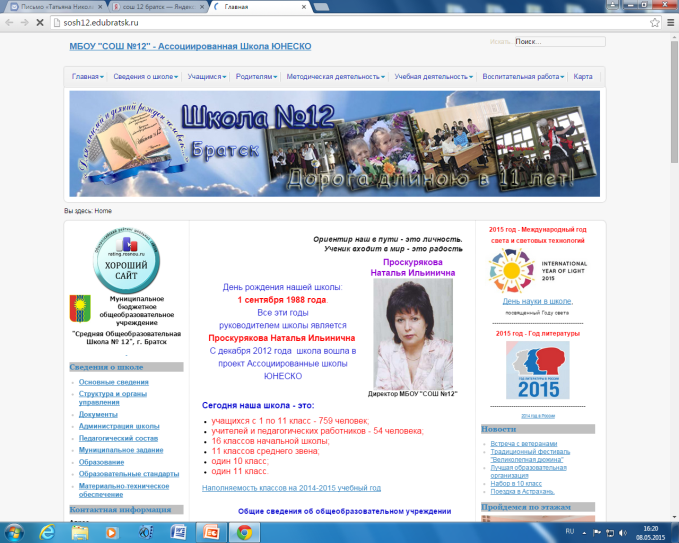 Письмо «Татьяна Николае
сош 12 братск — Яндекс
Главная
sosh12.edubratsk.ru
МБОУ "СОШ №12" - Ассоциированная Школа ЮНЕСКО
Искать: Поиск...
Главная Сведения о школе Учащимся Родителям Методическая деятельность Учебная деятельность Воспитательная работа Карта
Школа №12
Братск
Дорога длиною в 11 лет!
Вы здесь: Home
rating.rosnou.ru
ХОРОШИЙ
САЙТ
Муниципальное
бюджетное
общеобразовательное
учреждение
"Средняя Общеобразовательная
Школа № 12", г. Братск
Сведения о школе
Основные сведения
Структура и органы
управления
Документы
Администрация школы
Педагогический состав
Муниципальное задание
Образование
Образовательные стандарты
Материально-техническое
обеспечение
Контактная информация
Ориентир наш в пути - это личность.
Ученик входит в мир - это радость
Проскурякова
Наталья Ильинична
День рождения нашей школы:
1 сентября 1988 года
Все эти годы
руководителем школы является
Проскурякова Наталья Ильинична
С декабря 2012 года школа вошла в
проект Ассоциированные школы
ЮНЕСКО
Директор МБОУ "СОШ №12"
Сегодня наша школа - это:
учащихся с 1 по 11 класс - 759 человек;
учителей и педагогических работников - 54 человека;
16 классов начальной школы;
11 классов среднего звена;
один 10 класс;
один 11 класс.
Наполняемость классов на 2014-2015 учебный год
Общие сведения об общеобразовательном учреждении
2015 год - Международный год
света и световых технологий
INTERNATIONAL
YEAR OF LIGHT
2015
День науки в школе,
посвященный Году света
2015 год - Год литературы
2015
Новости
Встреча с ветеранами
Традиционный фестиваль
"Великолепная дюжина"
Лучшая образовательная
организация
Набор в 10 класс
Поездка в Астрахань.
Пройдемся по этажам
RU
16:20
08.05.2015